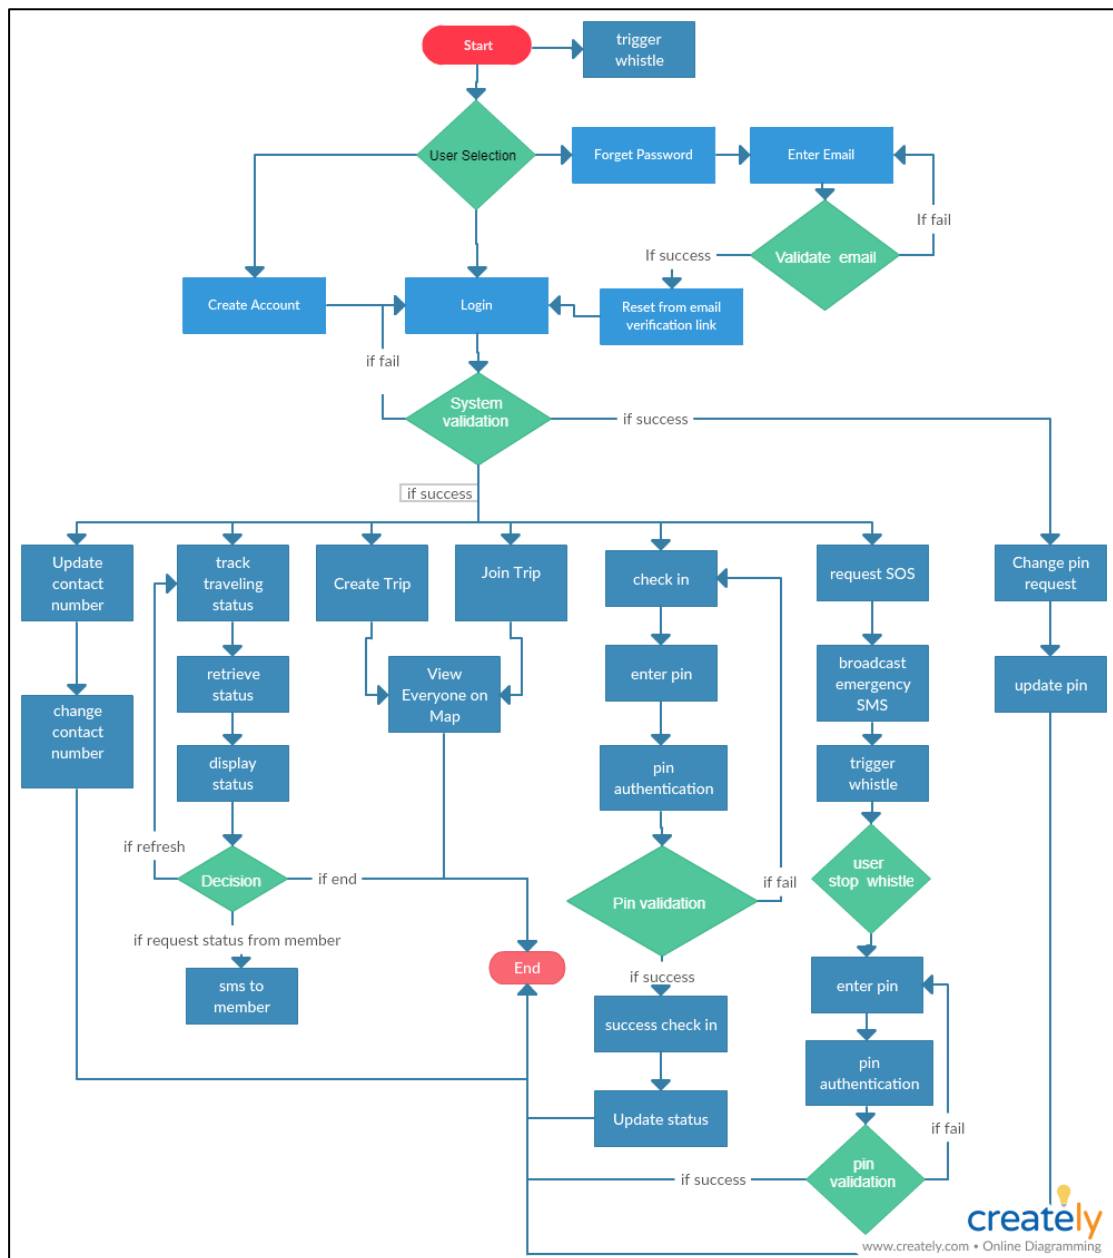 Start
trigger
whistle
User Selection
Forget Password
Enter Email
If fail
If success
Validate email
Create Account
Login
Reset from email
verification link
if fail
System
validation
if success
if success
Update
contact
number
track
traveling
status
Create Trip
Join Trip
check in
request SOS
Change pin
request
change
contact
number
retrieve
status
View
Everyone on
Map
enter pin
broadcast
emergency
SMS
update pin
display
status
pin
authentication
trigger
whistle
if refresh
Decision
if end
if fail
user
stop whistle
Pin validation
if request status from member
sms to
member
End
if success
enter pin
success check in
pin
authentication
Update status
if fail
if success
pin
validation
creately
www.creately.com • Online Diagramming